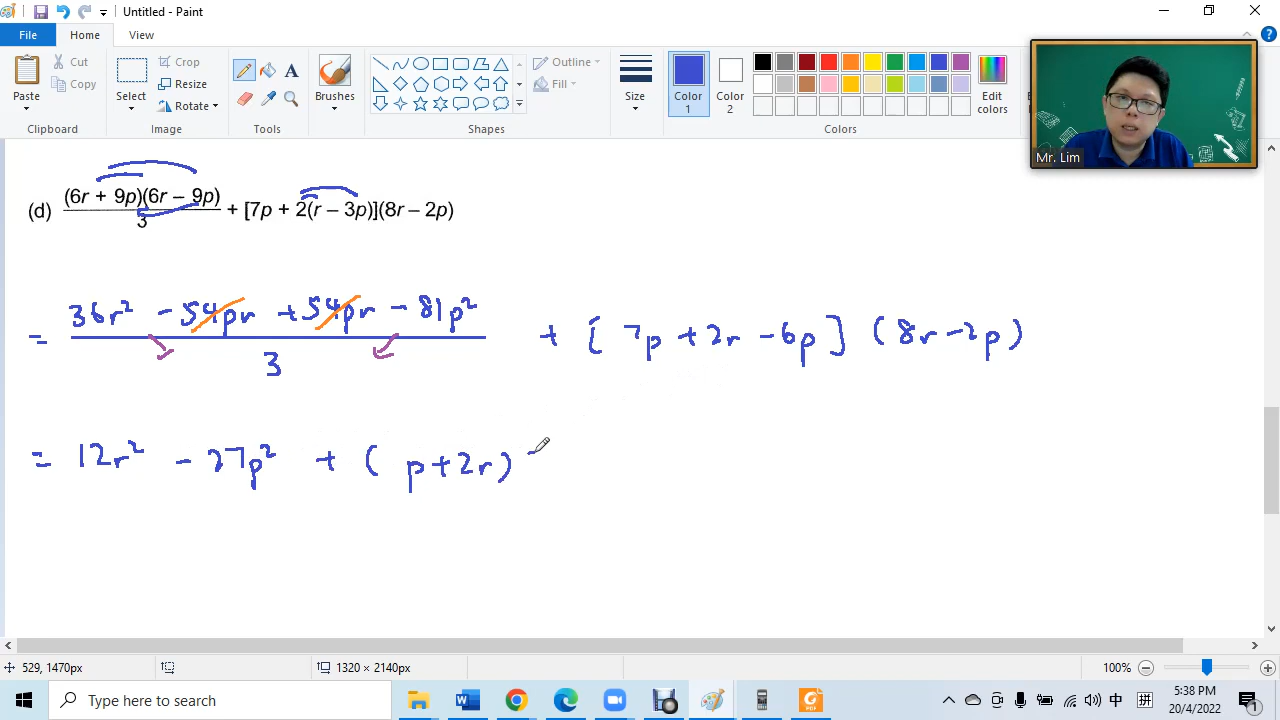 Untitled - Paint
File Home View
Paste Cut Copy Clipboard
Select Crop Resize Rotate Image
Tools
Brushes
Shapes Outline Fill
Size
Color 1 Color 2 Edit colors Colors
Mr. Lim
(d) (6r + 9p)(6r – 9p)/3 + [7p + 2(r – 3p)](8r – 2p)
= (36r² - 54pr + 54pr - 81p²)/3 + [7p + 2r - 6p] (8r - 2p)
= 12r² - 27p² + ( p + 2r)
529, 1470px 1320 × 2140px 100%
Type here to search
中 拼 5:38 PM
20/4/2022 1